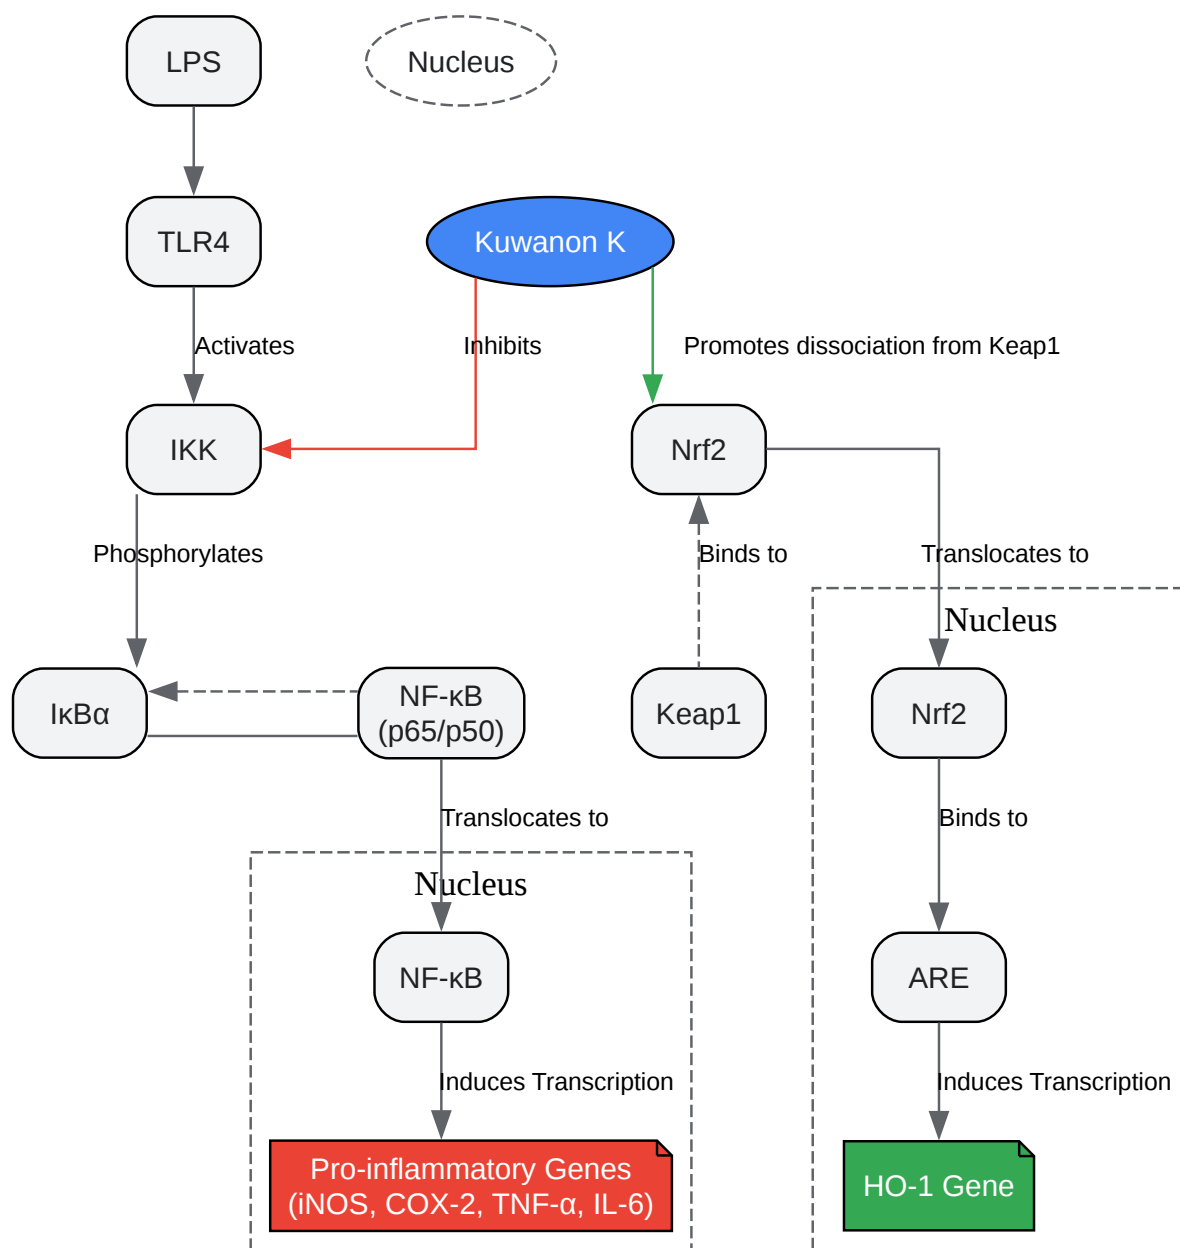 LPS
Nucleus
TLR4
Kuwanon K
Activates
Inhibits
Promotes dissociation from Keap1
IKK
Nrf2
Phosphorylates
Binds to
Translocates to
Nucleus
IκBα
NF-κB
(p65/p50)
Keap1
Nrf2
Translocates to
Binds to
Nucleus
NF-κB
ARE
Induces Transcription
Induces Transcription
Pro-inflammatory Genes
(iNOS, COX-2, TNF-α, IL-6)
HO-1 Gene